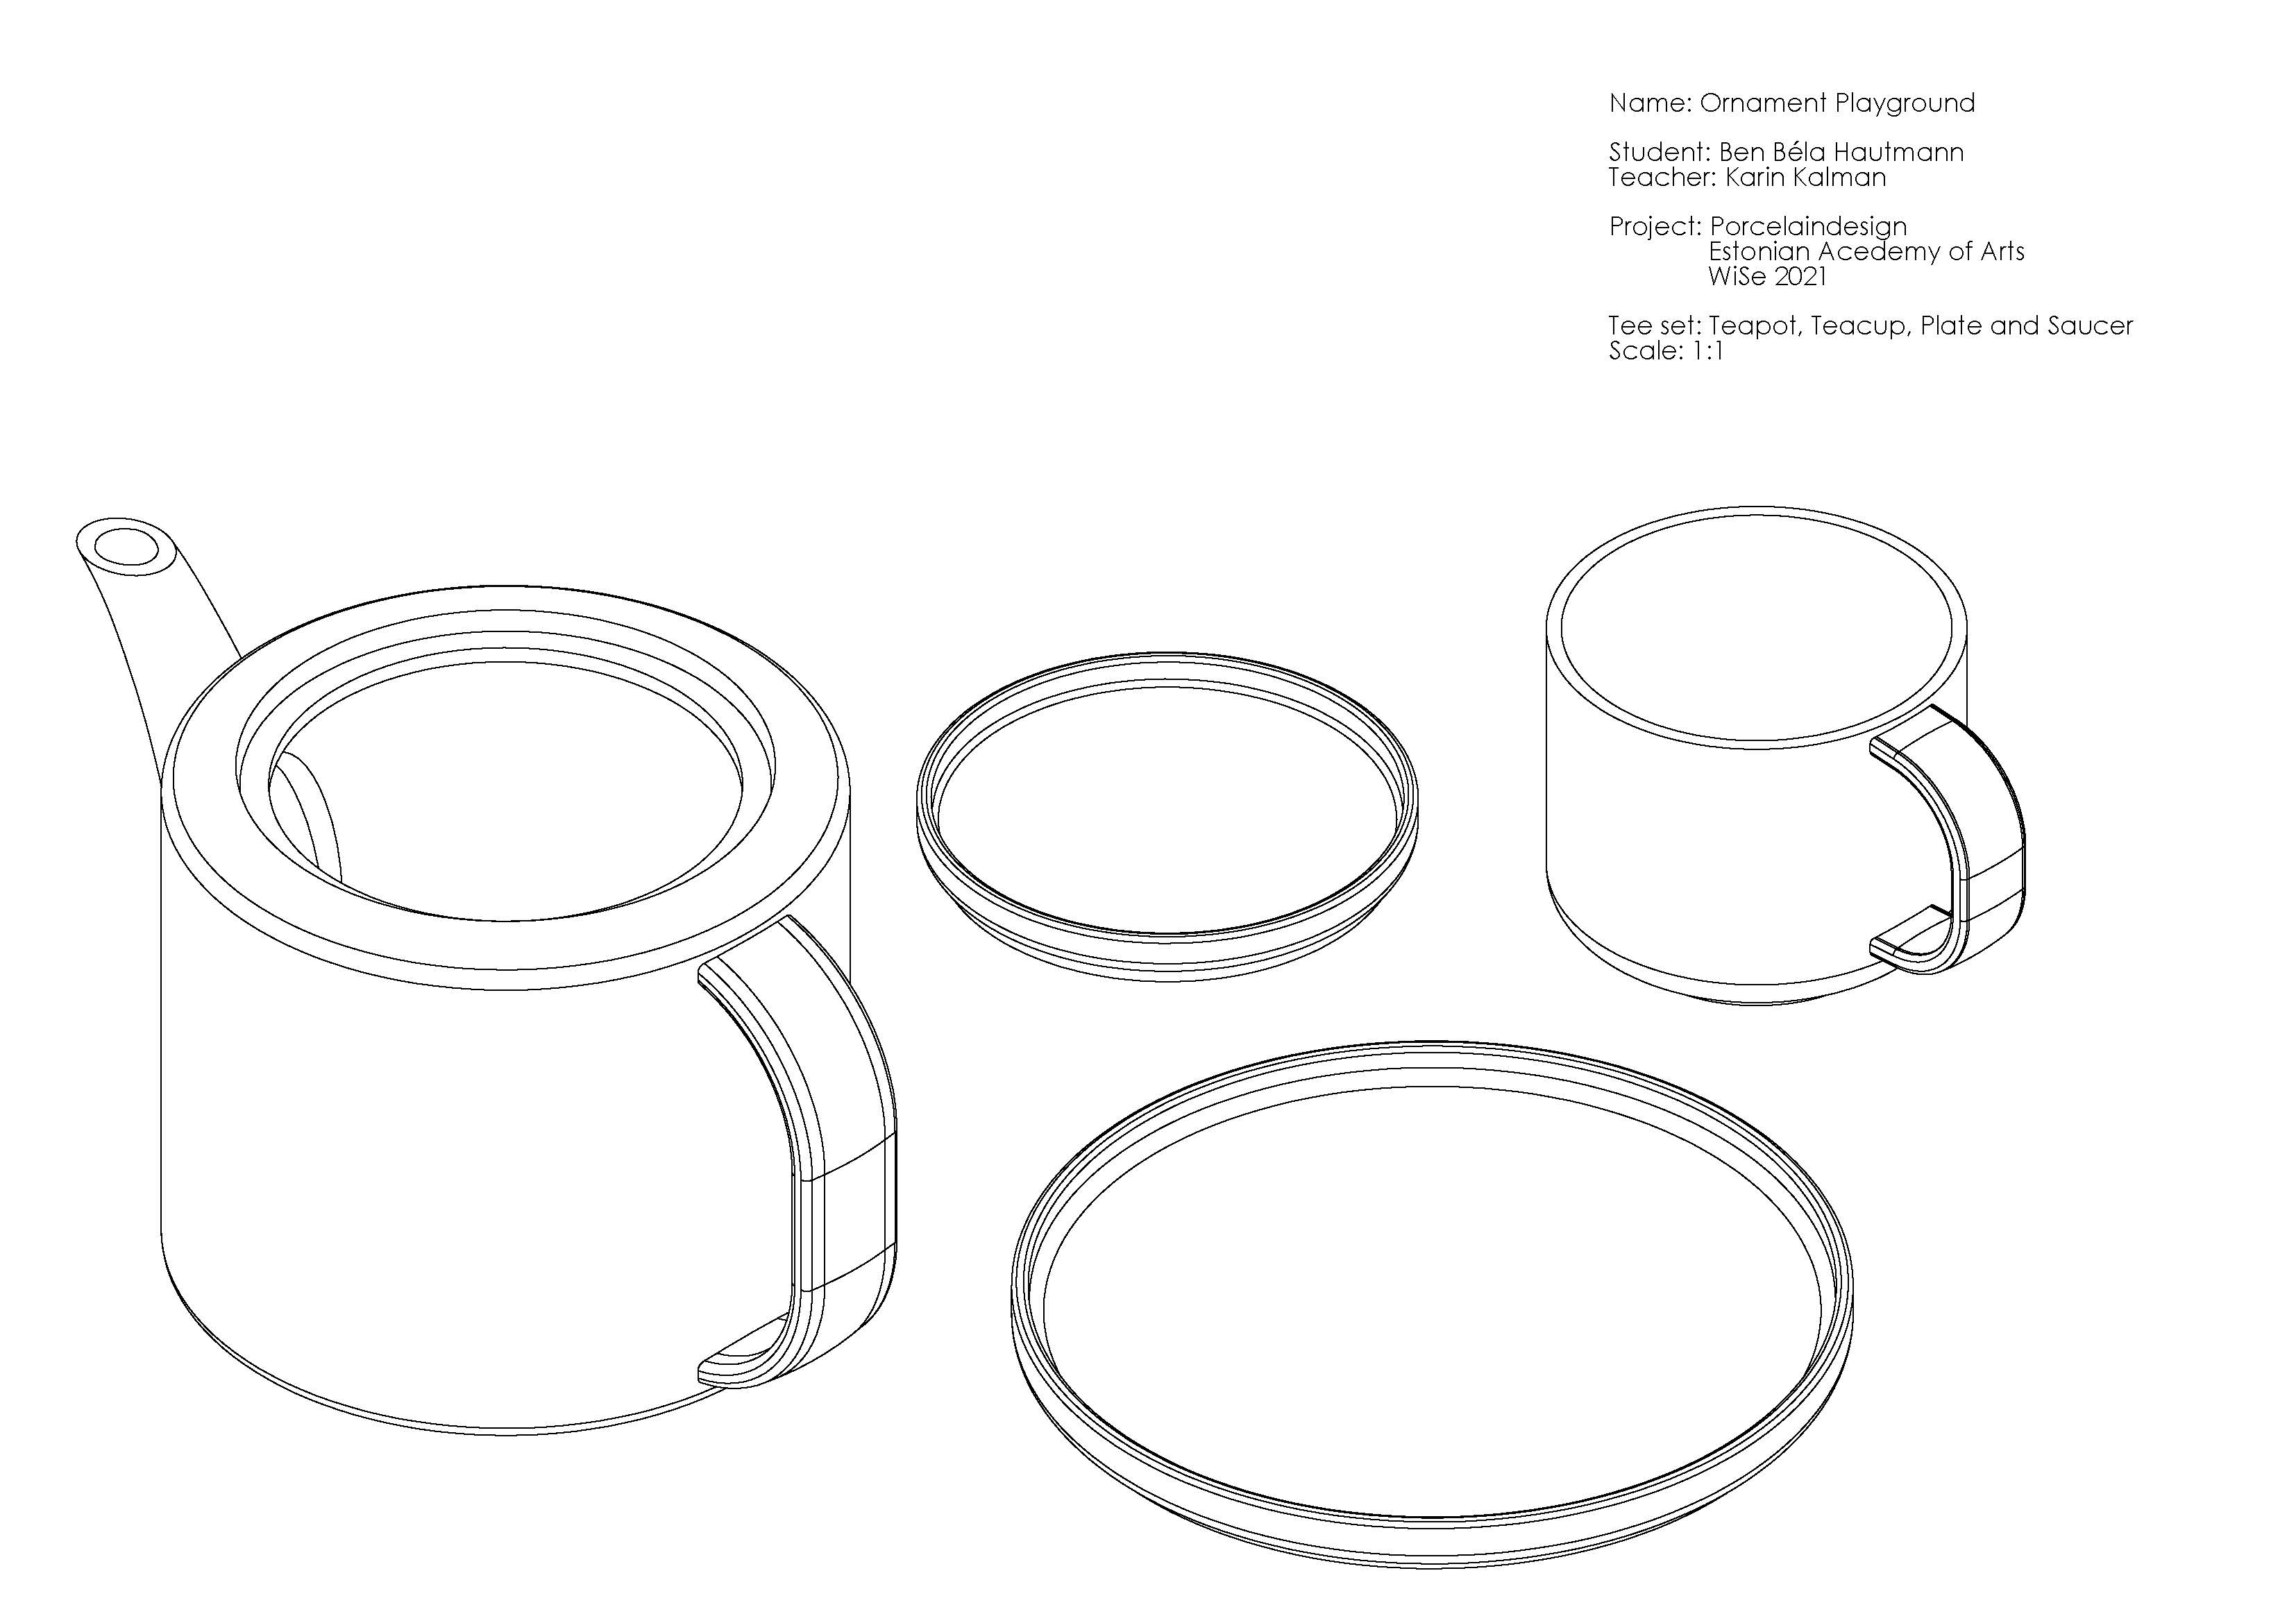 Name: Ornament Playground
Student: Ben Béla Hautmann
Teacher: Karin Kalman
Project: Porcelaindesign
Estonian Acedemy of Arts
WiSe 2021
Tee set: Teapot, Teacup, Plate and Saucer
Scale: 1:1